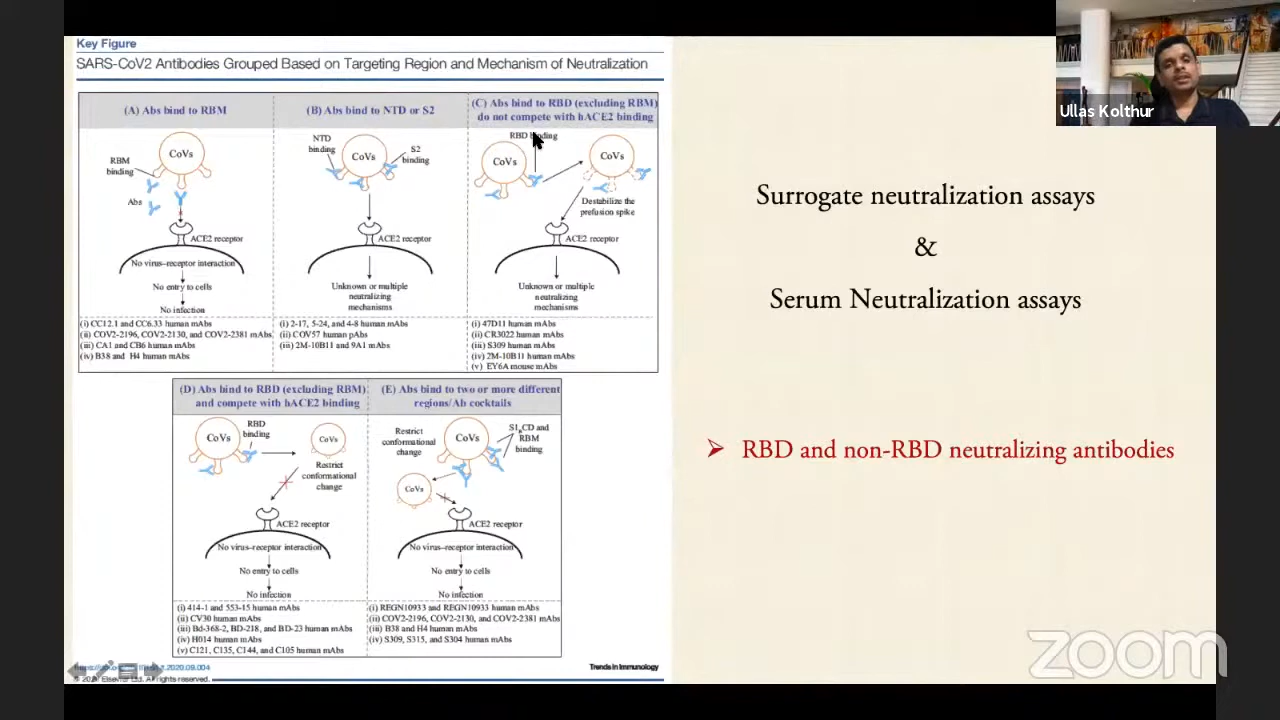 Key Figure
SARS-CoV2 Antibodies Grouped Based on Targeting Region and Mechanism of Neutralization
(A) Abs bind to RBM
CoVs
RBM
binding
Abs
ACE2 receptor
No virus–receptor interaction
No entry to cells
No infection
(i) CC12.1 and CC6.33 human mAbs
(ii) COV2-2196, COV2-2130, and COV2-2381 mAbs
(iii) CA1 and CB6 human mAbs
(iv) B38 and H4 human mAbs
(B) Abs bind to NTD or S2
NTD
binding
CoVs
S2
binding
ACE2 receptor
Unknown or multiple
neutralizing
mechanisms
(i) 2-17, 5-24, and 4-8 human mAbs
(ii) COV57 human pAbs
(iii) 2M-10B11 and 9A1 mAbs
(C) Abs bind to RBD (excluding RBM)
do not compete with hACE2 binding
RBD binding
CoVs
CoVs
Destabilize the
prefusion spike
ACE2 receptor
Unknown or multiple
neutralizing
mechanisms
(i) 47D11 human mAbs
(ii) CR3022 human mAbs
(iii) S309 human mAbs
(iv) 2M-10B11 human mAbs
(v) EY6A mouse mAbs
(D) Abs bind to RBD (excluding RBM)
and compete with hACE2 binding
CoVs
RBD
binding
CoVs
Restrict
conformational
change
ACE2 receptor
No virus–receptor interaction
No entry to cells
No infection
(i) 414-1 and 553-15 human mAbs
(ii) CV30 human mAbs
(iii) Bd-368-2, BD-218, and BD-23 human mAbs
(iv) H014 human mAbs
(v) C121, C135, C144, and C105 human mAbs
(E) Abs bind to two or more different
regions/Ab cocktails
Restrict
conformational
change
CoVs
CD and
RBM
binding
CoVs
ACE2 receptor
No virus–receptor interaction
No entry to cells
No infection
(i) REGN10933 and REGN10933 human mAbs
(ii) COV2-2196, COV2-2130, and COV2-2381 mAbs
(iii) B38 and H4 human mAbs
(iv) S309, S315, and S304 human mAbs
Trends in Immunology
Elsevier Ltd. All rights reserved.
Surrogate neutralization assays
&
Serum Neutralization assays
➢ RBD and non-RBD neutralizing antibodies
Ullas Kolthur
zoom